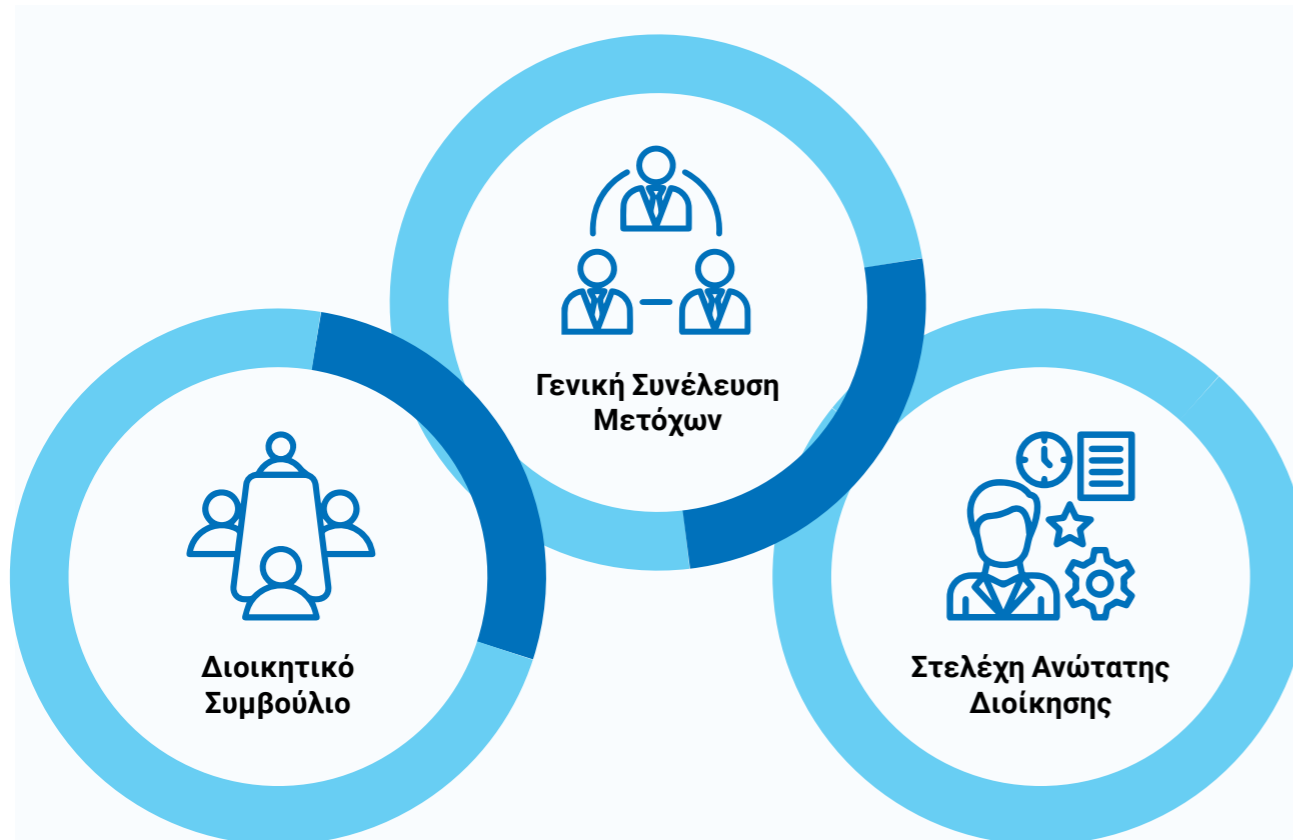 Γενική Συνέλευση
Μετόχων
Διοικητικό
Συμβούλιο
Στελέχη Ανώτατης
Διοίκησης